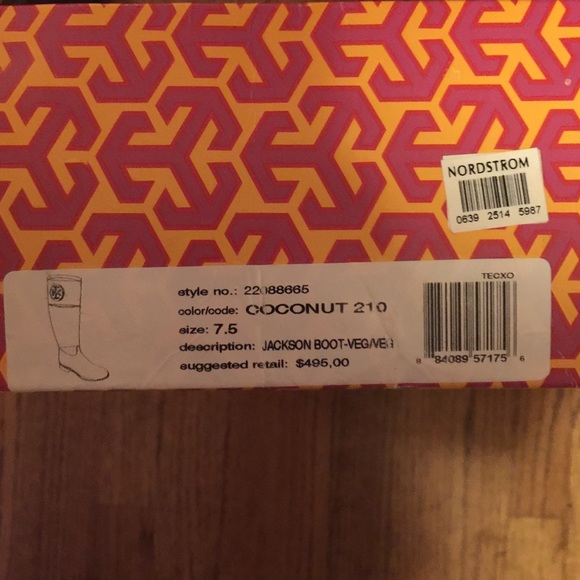 NORDSTROM
0639 2514 5987
TECXO
style no.: 22088665
color/code: COCONUT 210
size: 7.5
description: JACKSON BOOT-VEG/VEG
suggested retail: $495,00
8 84089 57175 6